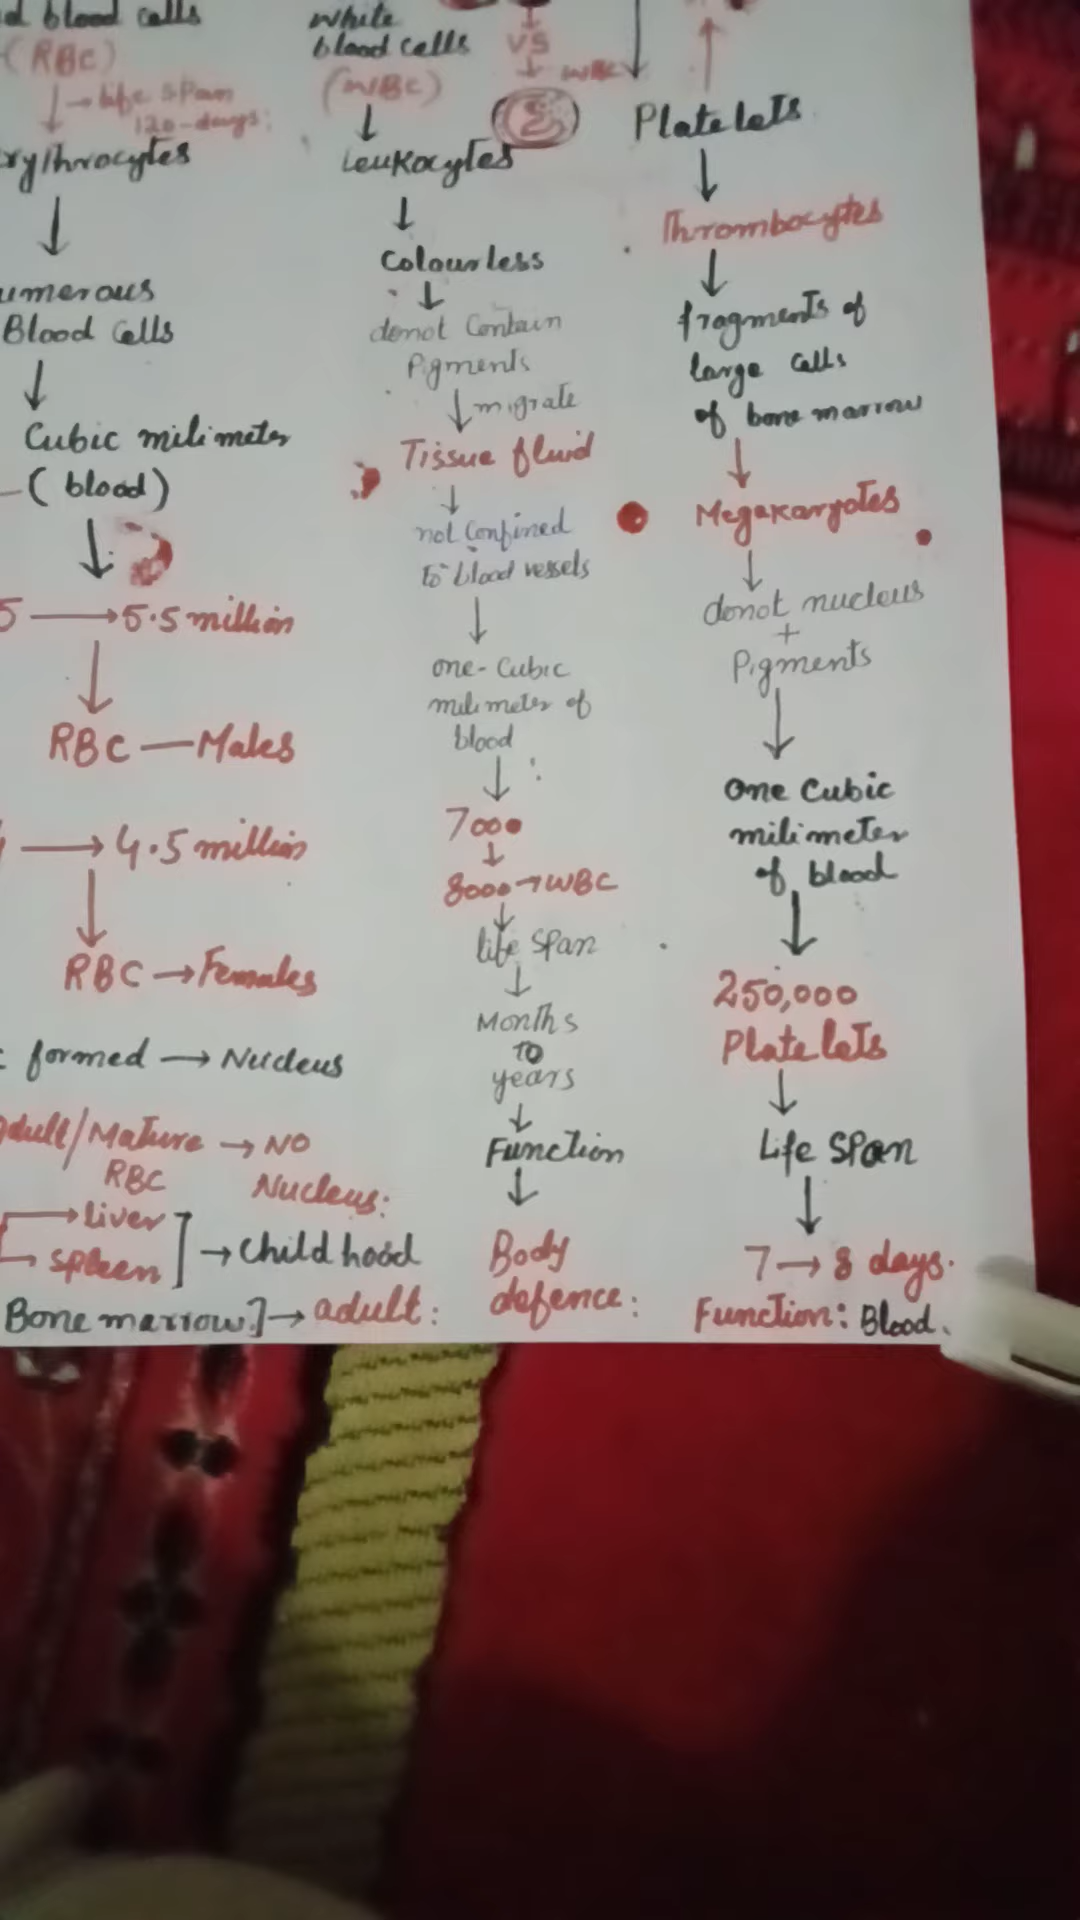 d blood cells
(RBC)
→ life span
120-days:
rythrocytes
umerous
Blood Cells
Cubic milimeter
(blood)
5 → 5.5 million
RBC — Males
→ 4.5 million
RBC → Females
formed → Nucleus
adult/Mature → NO
RBC Nucleus:
→ liver
→ spleen ] → Child hood
Bone marrow] → adult:
White
blood cells
(WBC)
Leukocytes
Colourless
donot Contain
Pigments
migrate
Tissue fluid
not Confined
to blood vessels
one-Cubic
milimeter of
blood
7000
8000 → WBC
life span
Months
TO
years
Function
Body
defence:
VS
WBC
Platelets
Thrombocytes
fragments of
large cells
of bone marrow
Megakaryotes
donot nucleus
+
Pigments
One Cubic
milimeter
of blood
250,000
Platelets
Life Span
7 → 8 days.
Function: Blood.